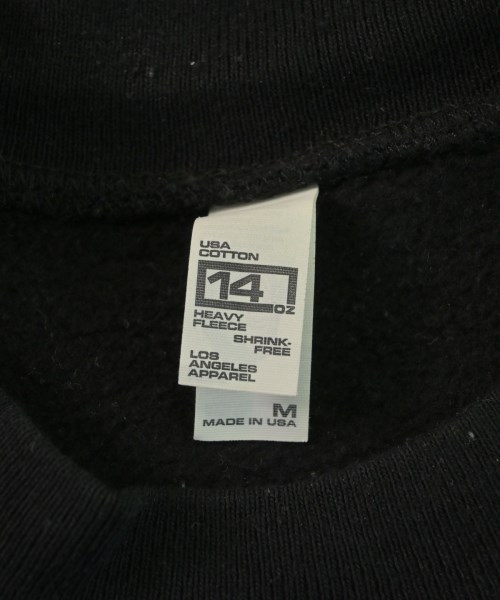 USA
COTTON
14
OZ
HEAVY
FLEECE
SHRINK-
FREE
LOS
ANGELES
APPAREL
M
MADE IN USA